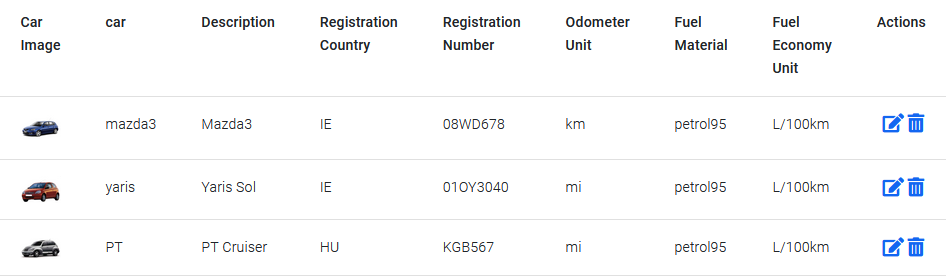 Car Image car Description Registration Country Registration Number Odometer Unit Fuel Material Fuel Economy Unit Actions
mazda3 Mazda3 IE 08WD678 km petrol95 L/100km
yaris Yaris Sol IE 01OY3040 mi petrol95 L/100km
PT PT Cruiser HU KGB567 mi petrol95 L/100km